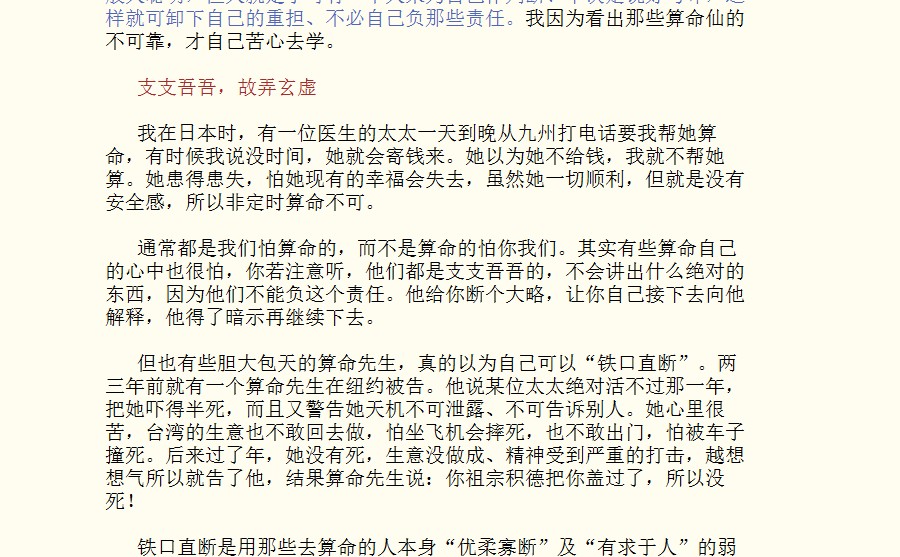 样就可卸下自己的重担、不必自己负那些责任。我因为看出那些算命仙的
不可靠，才自己苦心去学。
支支吾吾，故弄玄虚
我在日本时，有一位医生的太太一天到晚从九州打电话要我帮她算
命，有时候我说没时间，她就会寄钱来。她以为她不给钱，我就不帮她
算。她患得患失，怕她现有的幸福会失去，虽然她一切顺利，但就是没有
安全感，所以非定时算命不可。
通常都是我们怕算命的，而不是算命的怕你我们。其实有些算命自己
的心中也很怕，你若注意听，他们都是支支吾吾的，不会讲出什么绝对的
东西，因为他们不能负这个责任。他给你断个大略，让你自己接下去向他
解释，他得了暗示再继续下去。
但也有些胆大包天的算命先生，真的以为自己可以“铁口直断”。两
三年前就有一个算命先生在纽约被告。他说某位太太绝对活不过那一年，
把她吓得半死，而且又警告她天机不可泄露、不可告诉别人。她心里很
苦，台湾的生意也不敢回去做，怕坐飞机会摔死，也不敢出门，怕被车子
撞死。后来过了年，她没有死，生意没做成、精神受到严重的打击，越想
想气所以就告了他，结果算命先生说：你祖宗积德把你盖过了，所以没
死！
铁口直断是用那些去算命的人本身“优柔寡断”及“有求于人”的弱